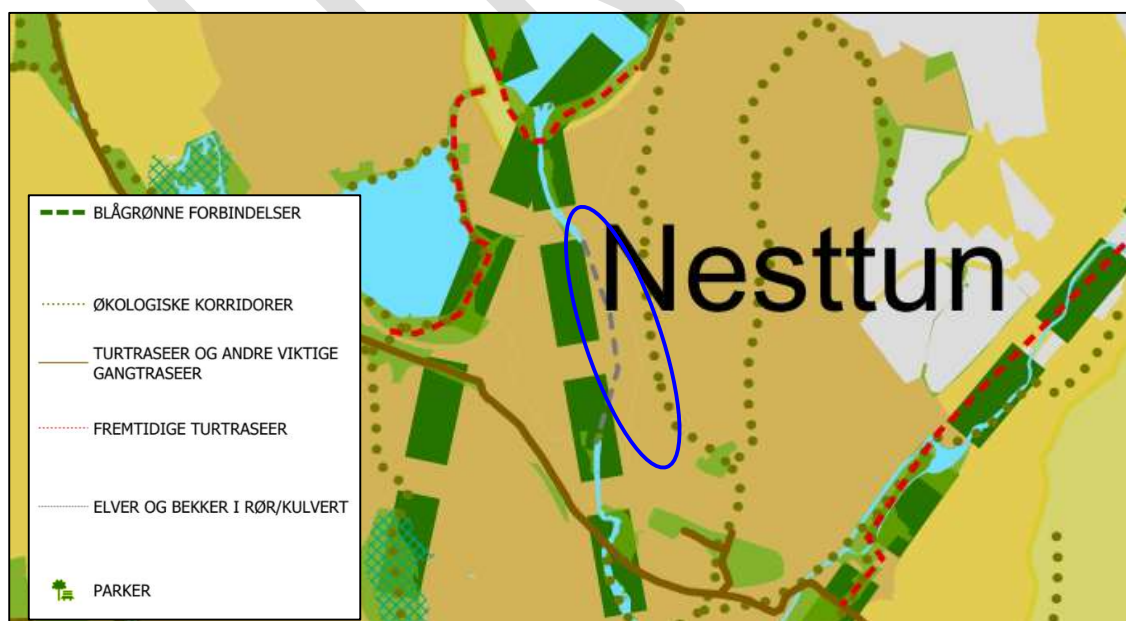 BLÅGRØNNE FORBINDELSER
ØKOLOGISKE KORRIDORER
TURTRASEER OG ANDRE VIKTIGE
GANGTRASEER
FREMTIDIGE TURTRASEER
ELVER OG BEKKER I RØR/KULVERT
PARKER
Nesttun